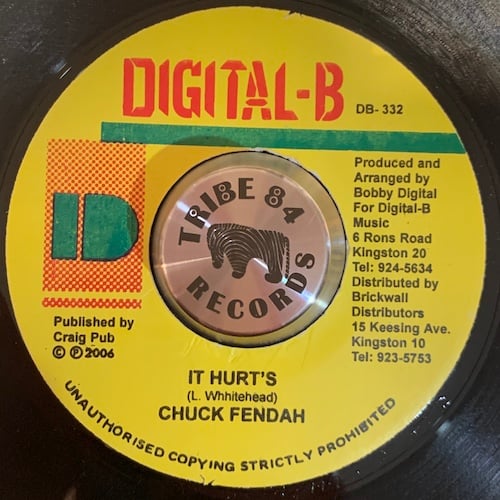 DIGITAL-B
DB- 332
Produced and
Arranged by
Bobby Digital
For Digital-B
Music
6 Rons Road
Kingston 20
Tel: 924-5634
Distributed by
Brickwall
Distributors
15 Keesing Ave.
Kingston 10
Tel: 923-5753
D
TRIBE 84
RECORDS
Published by
Craig Pub
© ℗ 2006
IT HURT'S
(L. Whhitehead)
CHUCK FENDAH
UNAUTHORISED COPYING STRICTLY PROHIBITED